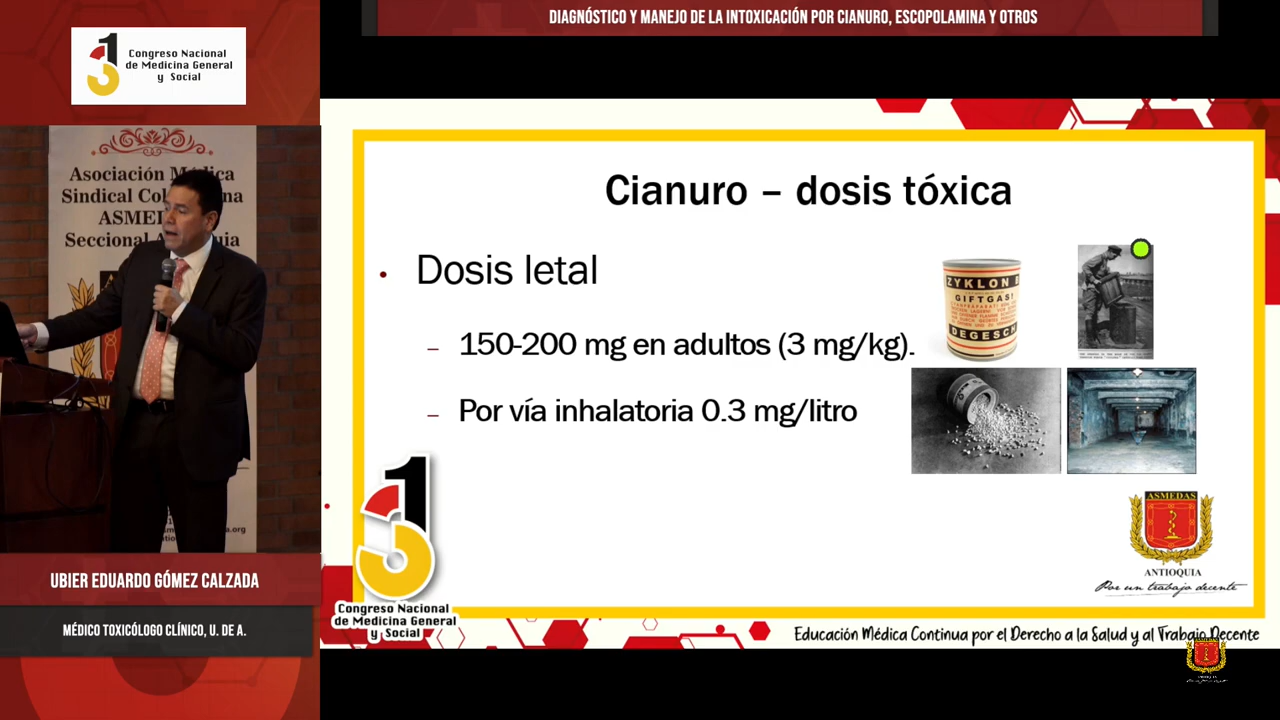 DIAGNÓSTICO Y MANEJO DE LA INTOXICACIÓN POR CIANURO, ESCOPOLAMINA Y OTROS
13
Congreso Nacional
de Medicina General
y Social
Asociación Médica
Sindical
ASMED
Seccional
UBIER EDUARDO GÓMEZ CALZADA
MÉDICO TOXICÓLOGO CLÍNICO, U. DE A.
Cianuro – dosis tóxica
• Dosis letal
– 150-200 mg en adultos (3 mg/kg).
– Por vía inhalatoria 0.3 mg/litro
ZYKLON
GIFTGAS!
DEGESCH
13
Congreso Nacional
de Medicina General
y Social
ASMEDAS
ANTIOQUIA
Por un trabajo decente
Educación Médica Continua por el Derecho a la Salud y al Trabajo Decente
ASMEDAS